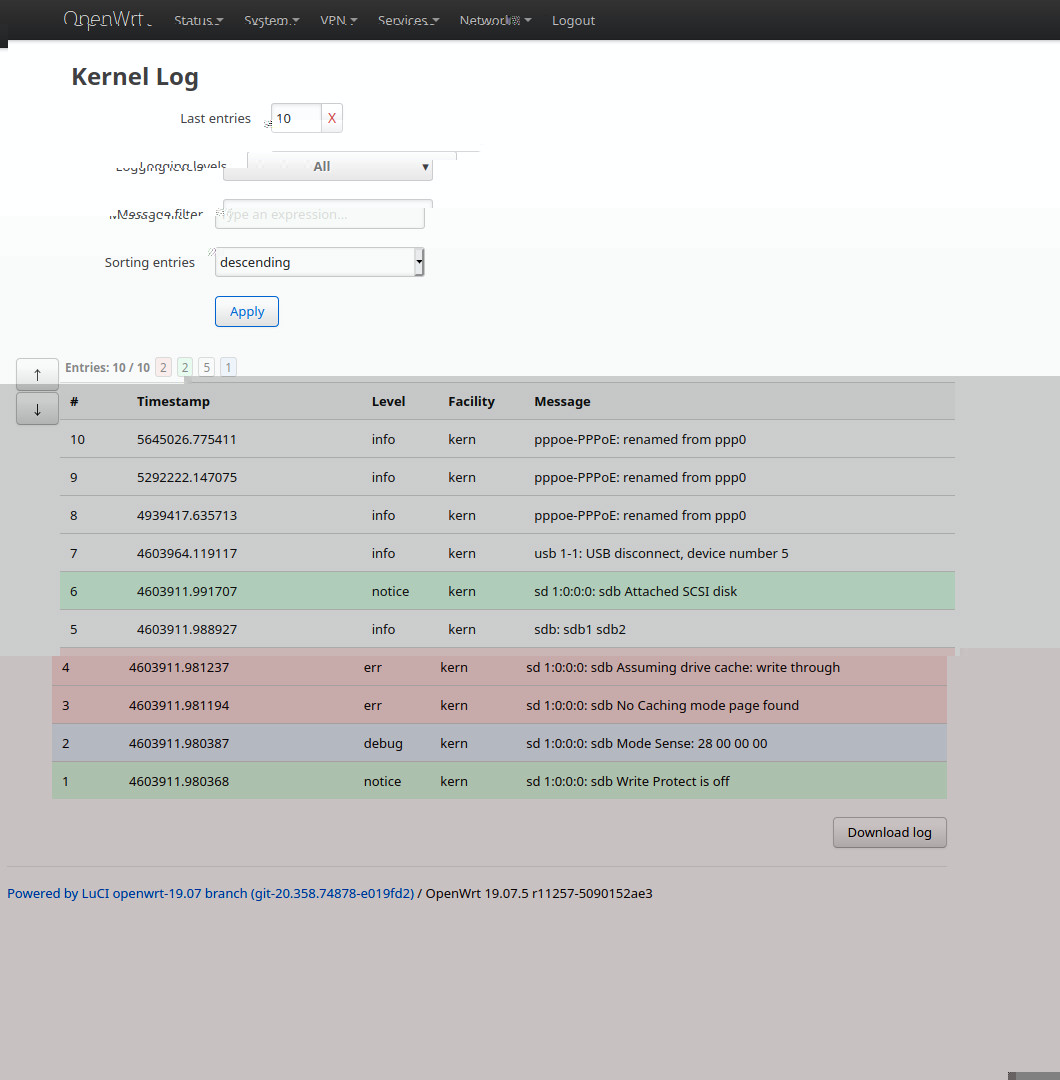 OpenWrt Status System VPN Services Network Logout
Kernel Log
Last entries 10 X
Logging levels All
Message filter Type an expression...
Sorting entries descending
Apply
Entries: 10 / 10 2 2 5 1
↑
↓
# Timestamp Level Facility Message
10 5645026.775411 info kern pppoe-PPPoE: renamed from ppp0
9 5292222.147075 info kern pppoe-PPPoE: renamed from ppp0
8 4939417.635713 info kern pppoe-PPPoE: renamed from ppp0
7 4603964.119117 info kern usb 1-1: USB disconnect, device number 5
6 4603911.991707 notice kern sd 1:0:0:0: sdb Attached SCSI disk
5 4603911.988927 info kern sdb: sdb1 sdb2
4 4603911.981237 err kern sd 1:0:0:0: sdb Assuming drive cache: write through
3 4603911.981194 err kern sd 1:0:0:0: sdb No Caching mode page found
2 4603911.980387 debug kern sd 1:0:0:0: sdb Mode Sense: 28 00 00 00
1 4603911.980368 notice kern sd 1:0:0:0: sdb Write Protect is off
Download log
Powered by LuCI openwrt-19.07 branch (git-20.358.74878-e019fd2) / OpenWrt 19.07.5 r11257-5090152ae3